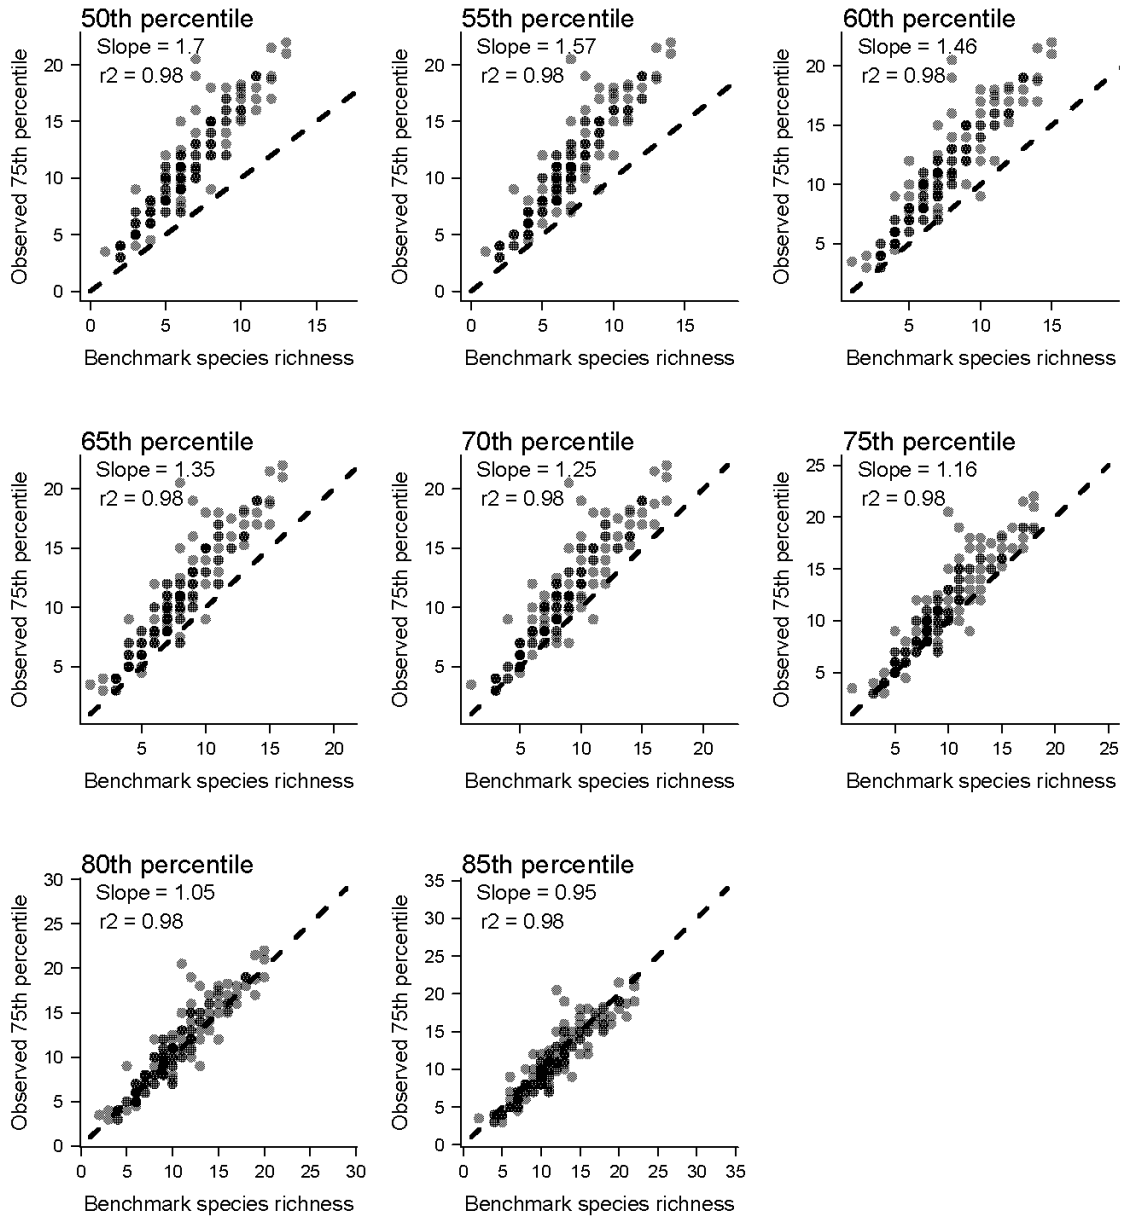 50th percentile
Slope = 1.7
r2 = 0.98
Observed 75th percentile
20
15
10
5
0
0 5 10 15
Benchmark species richness
55th percentile
Slope = 1.57
r2 = 0.98
Observed 75th percentile
20
15
10
5
0
0 5 10 15
Benchmark species richness
60th percentile
Slope = 1.46
r2 = 0.98
Observed 75th percentile
20
15
10
5
5 10 15
Benchmark species richness
65th percentile
Slope = 1.35
r2 = 0.98
Observed 75th percentile
20
15
10
5
5 10 15 20
Benchmark species richness
70th percentile
Slope = 1.25
r2 = 0.98
Observed 75th percentile
20
15
10
5
5 10 15 20
Benchmark species richness
75th percentile
Slope = 1.16
r2 = 0.98
Observed 75th percentile
25
20
15
10
5
5 10 15 20 25
Benchmark species richness
80th percentile
Slope = 1.05
r2 = 0.98
Observed 75th percentile
30
25
20
15
10
5
0
0 5 10 15 20 25 30
Benchmark species richness
85th percentile
Slope = 0.95
r2 = 0.98
Observed 75th percentile
35
30
25
20
15
10
5
0
0 5 10 15 20 25 30 35
Benchmark species richness